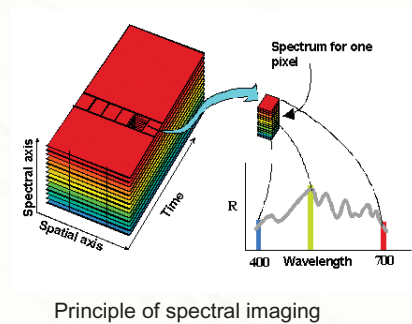 Spectrum for one
pixel
Spectral axis
Spatial axis
Time
R
400 Wavelength 700
Principle of spectral imaging